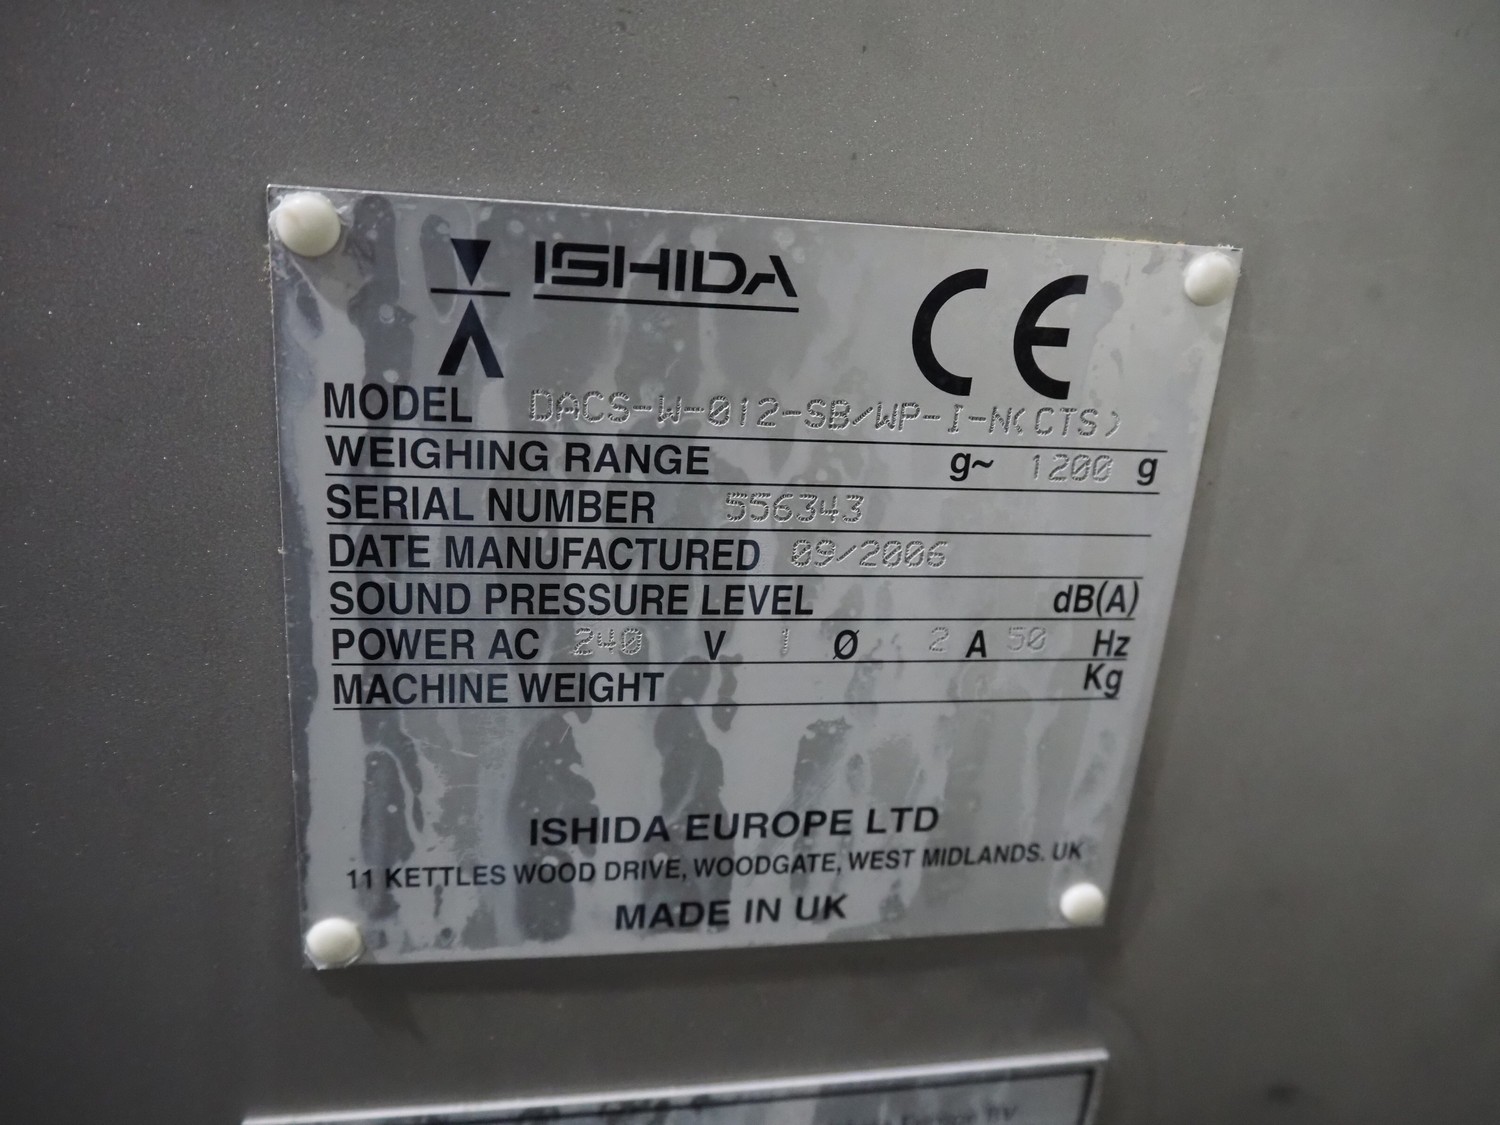 ISHIDA
CE
MODEL DACS-W-012-SB/WP-I-N(CTS)
WEIGHING RANGE g~ 1200 g
SERIAL NUMBER 556343
DATE MANUFACTURED 09/2006
SOUND PRESSURE LEVEL dB(A)
POWER AC 240 V 1 Ø 2 A 50 Hz
MACHINE WEIGHT Kg
ISHIDA EUROPE LTD
11 KETTLES WOOD DRIVE, WOODGATE, WEST MIDLANDS. UK
MADE IN UK
Europe BV